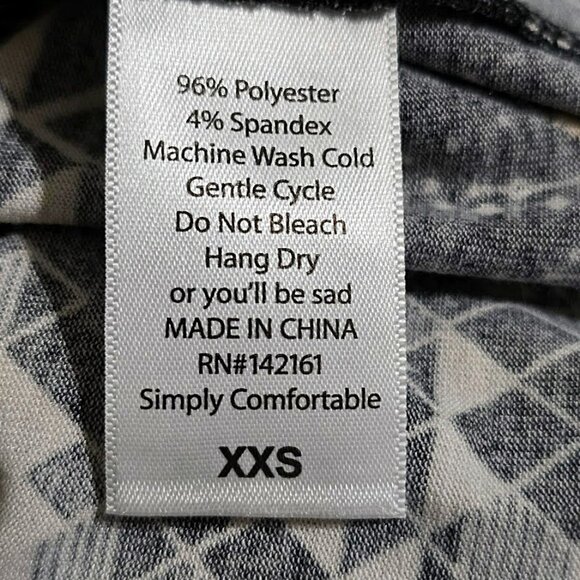 96% Polyester
4% Spandex
Machine Wash Cold
Gentle Cycle
Do Not Bleach
Hang Dry
or you'll be sad
MADE IN CHINA
RN#142161
Simply Comfortable
XXS